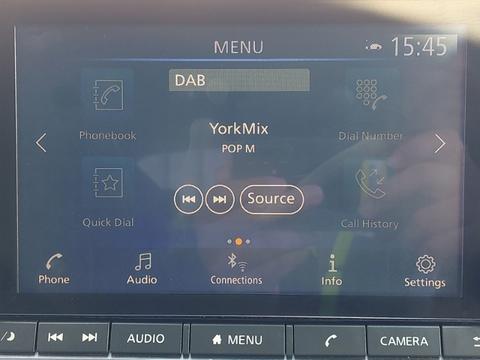 MENU
15:45
DAB
Phonebook
YorkMix
POP M
Dial Number
Source
Quick Dial
Call History
Phone
Audio
Connections
Info
Settings
AUDIO
MENU
CAMERA